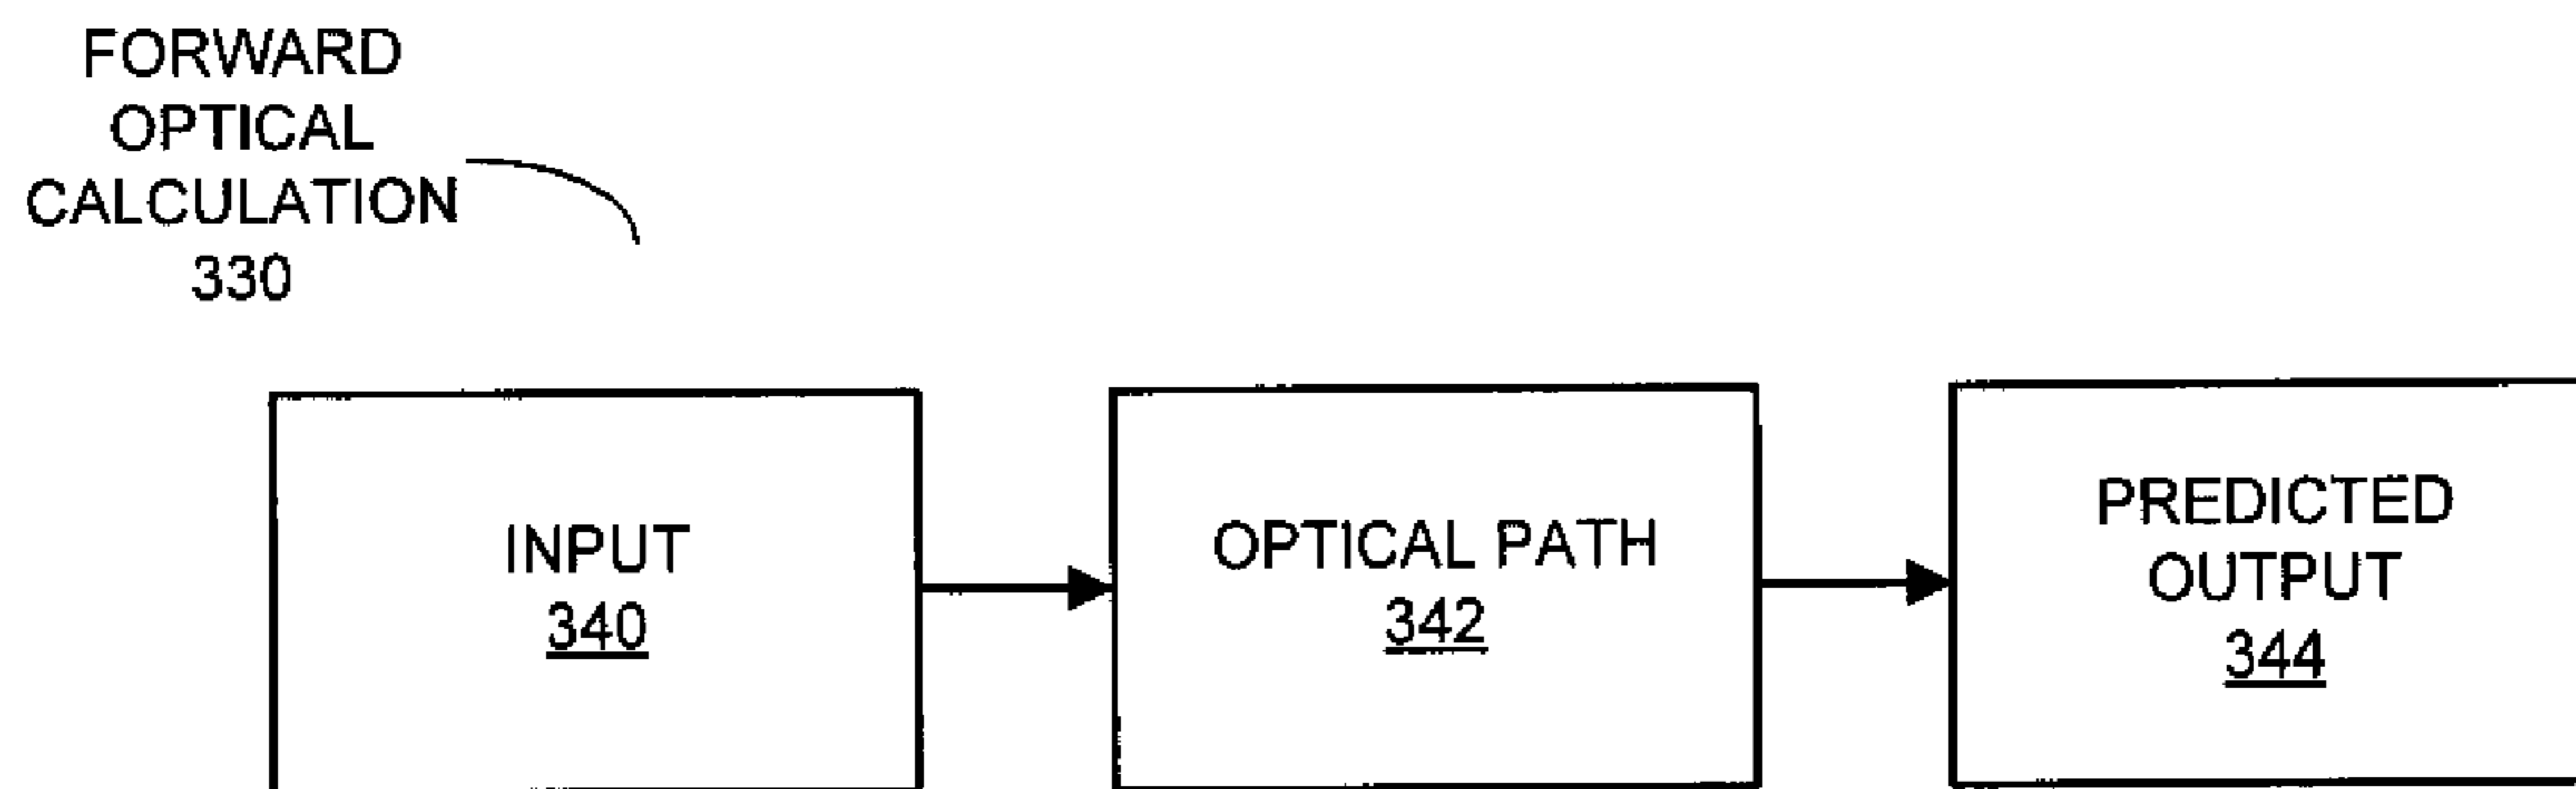 FORWARD
OPTICAL
CALCULATION
330
INPUT
340
OPTICAL PATH
342
PREDICTED
OUTPUT
344